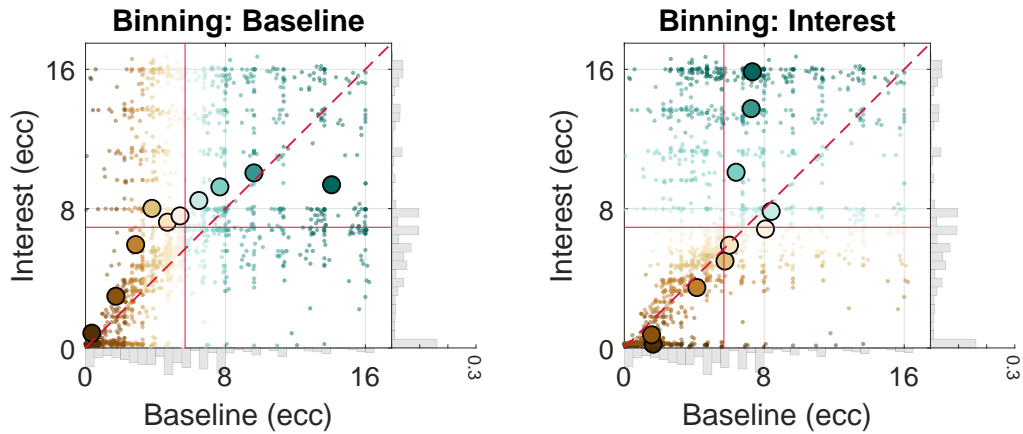 Binning: Baseline
16
8
0
Interest (ecc)
0
8
16
0.3
Baseline (ecc)
Binning: Interest
16
8
0
Interest (ecc)
0
8
16
0.3
Baseline (ecc)